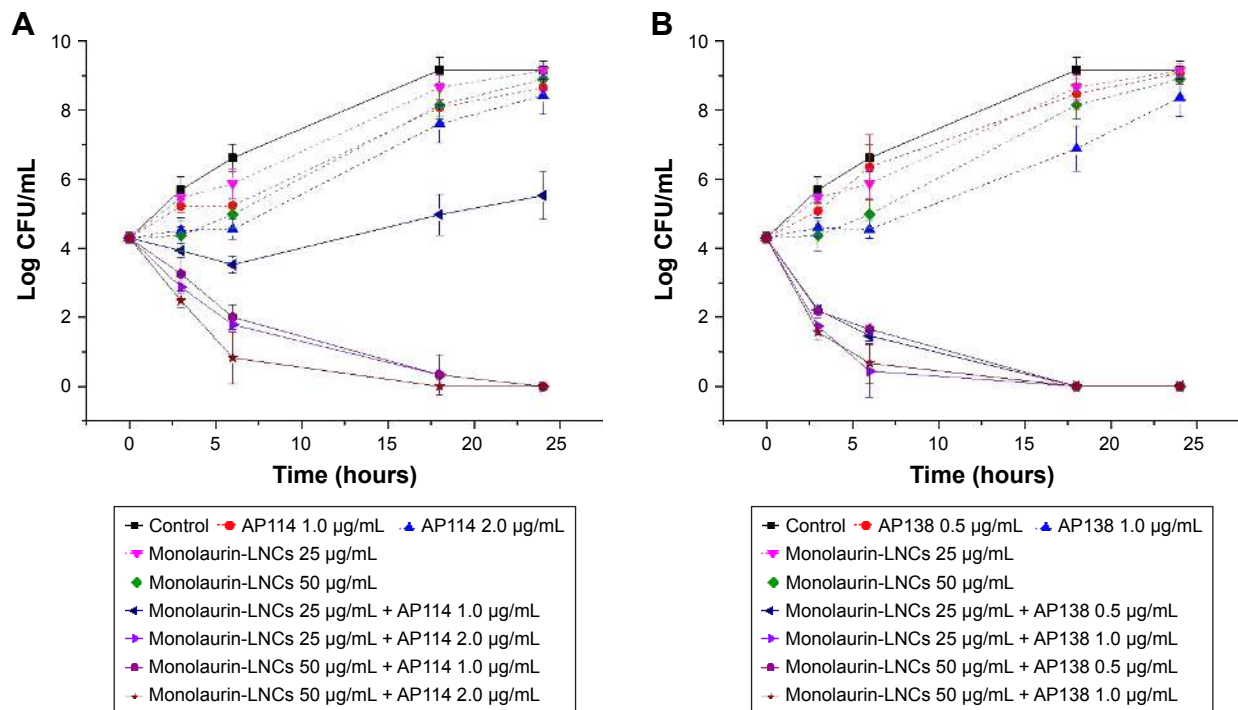 A
Log CFU/mL
10
8
6
4
2
0
0 5 10 15 20 25
Time (hours)
Control AP114 1.0 µg/mL AP114 2.0 µg/mL
Monolaurin-LNCs 25 µg/mL
Monolaurin-LNCs 50 µg/mL
Monolaurin-LNCs 25 µg/mL + AP114 1.0 µg/mL
Monolaurin-LNCs 25 µg/mL + AP114 2.0 µg/mL
Monolaurin-LNCs 50 µg/mL + AP114 1.0 µg/mL
Monolaurin-LNCs 50 µg/mL + AP114 2.0 µg/mL
B
Log CFU/mL
10
8
6
4
2
0
0 5 10 15 20 25
Time (hours)
Control AP138 0.5 µg/mL AP138 1.0 µg/mL
Monolaurin-LNCs 25 µg/mL
Monolaurin-LNCs 50 µg/mL
Monolaurin-LNCs 25 µg/mL + AP138 0.5 µg/mL
Monolaurin-LNCs 25 µg/mL + AP138 1.0 µg/mL
Monolaurin-LNCs 50 µg/mL + AP138 0.5 µg/mL
Monolaurin-LNCs 50 µg/mL + AP138 1.0 µg/mL